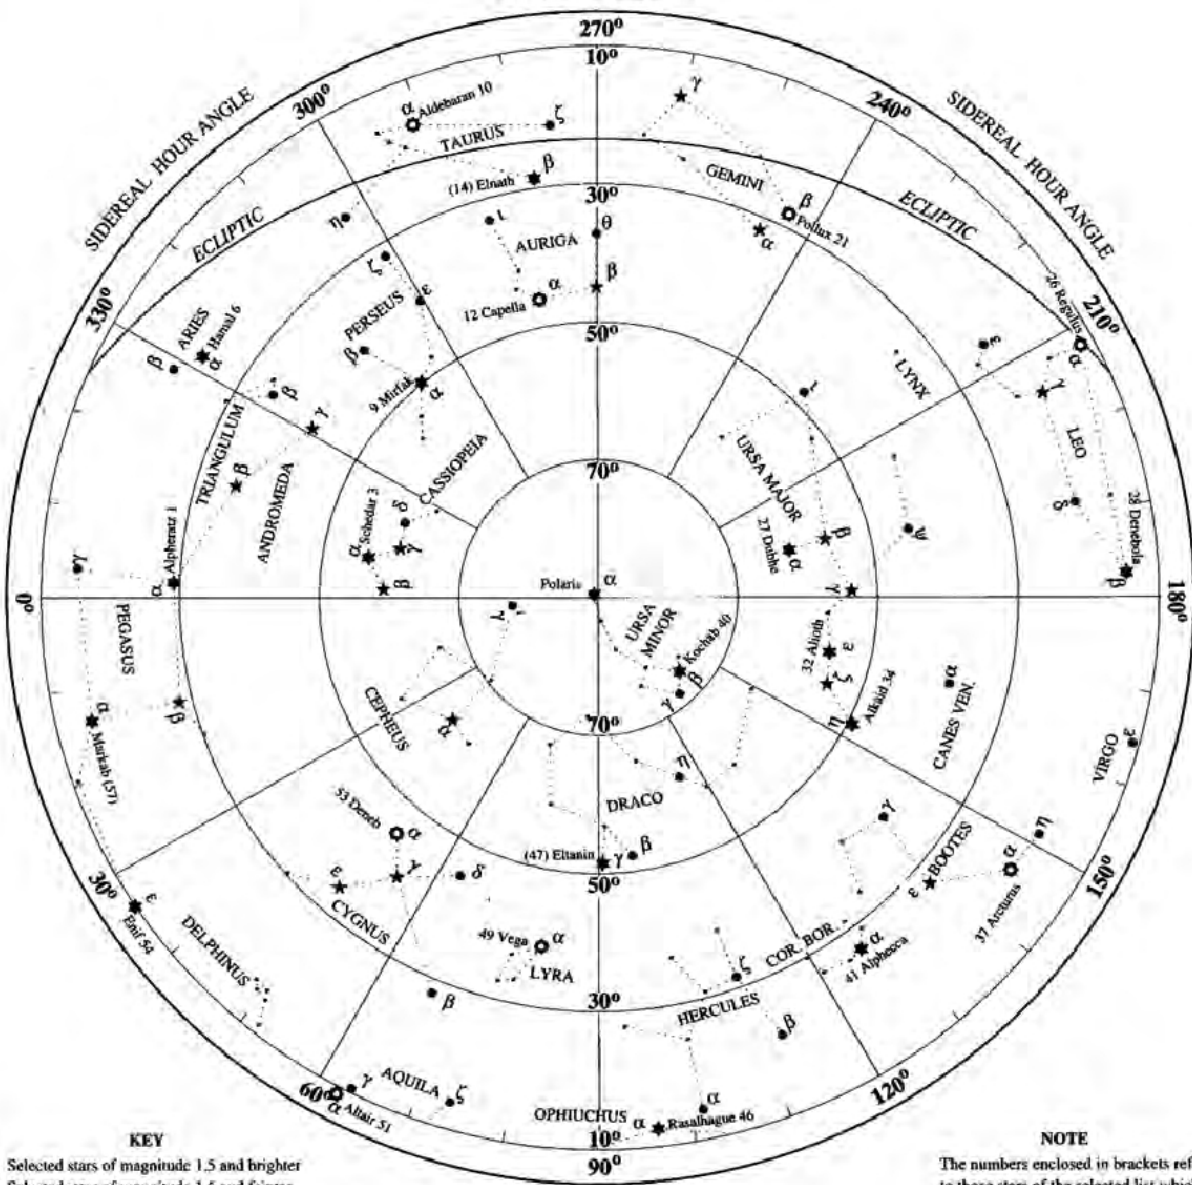 270°
10°
300°
240°
SIDEREAL HOUR ANGLE
SIDEREAL HOUR ANGLE
α
Aldebaran 10
ζ
γ
TAURUS
(14) Elnath
β
30°
GEMINI
β
Pollux 21
α
ECLIPTIC
ECLIPTIC
η
ι
θ
AURIGA
β
12 Capella
α
ζ
ε
PERSEUS
β
9 Mirfak
α
50°
26 Regulus
210°
α
ε
γ
LEO
δ
28 Denebola
β
LYNX
330°
ARIES
Hamal 6
β
α
β
γ
TRIANGULUM
β
ANDROMEDA
CASSIOPEIA
70°
Schedar 3
δ
α
γ
β
ι
URSA MAJOR
27 Dubhe
β
α
γ
ψ
γ
Alpheratz 1
α
Polaris
α
0°
180°
PEGASUS
γ
URSA
MINOR
Kochab 40
β
γ
32 Alioth
ε
ζ
η
Alkaid 34
α
CANES VEN.
VIRGO
ε
α
Markab (57)
β
CEPHEUS
α
70°
η
DRACO
53 Deneb
α
γ
ε
δ
CYGNUS
(47) Eltanin
γ
β
50°
γ
BOOTES
ε
α
η
37 Arcturus
150°
30°
ε
Enif 54
DELPHINUS
49 Vega
α
LYRA
β
ζ
COR. BOR.
α
41 Alphecca
30°
HERCULES
β
60°
γ
AQUILA
ζ
α
Altair 51
OPHIUCHUS
α
α
Rasalhague 46
120°
10°
90°
KEY
Selected stars of magnitude 1.5 and brighter
NOTE
The numbers enclosed in brackets ref